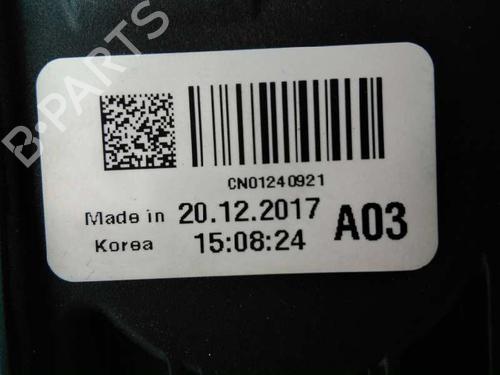 B-PARTS
CN01240921
Made in 20.12.2017 A03
Korea 15:08:24